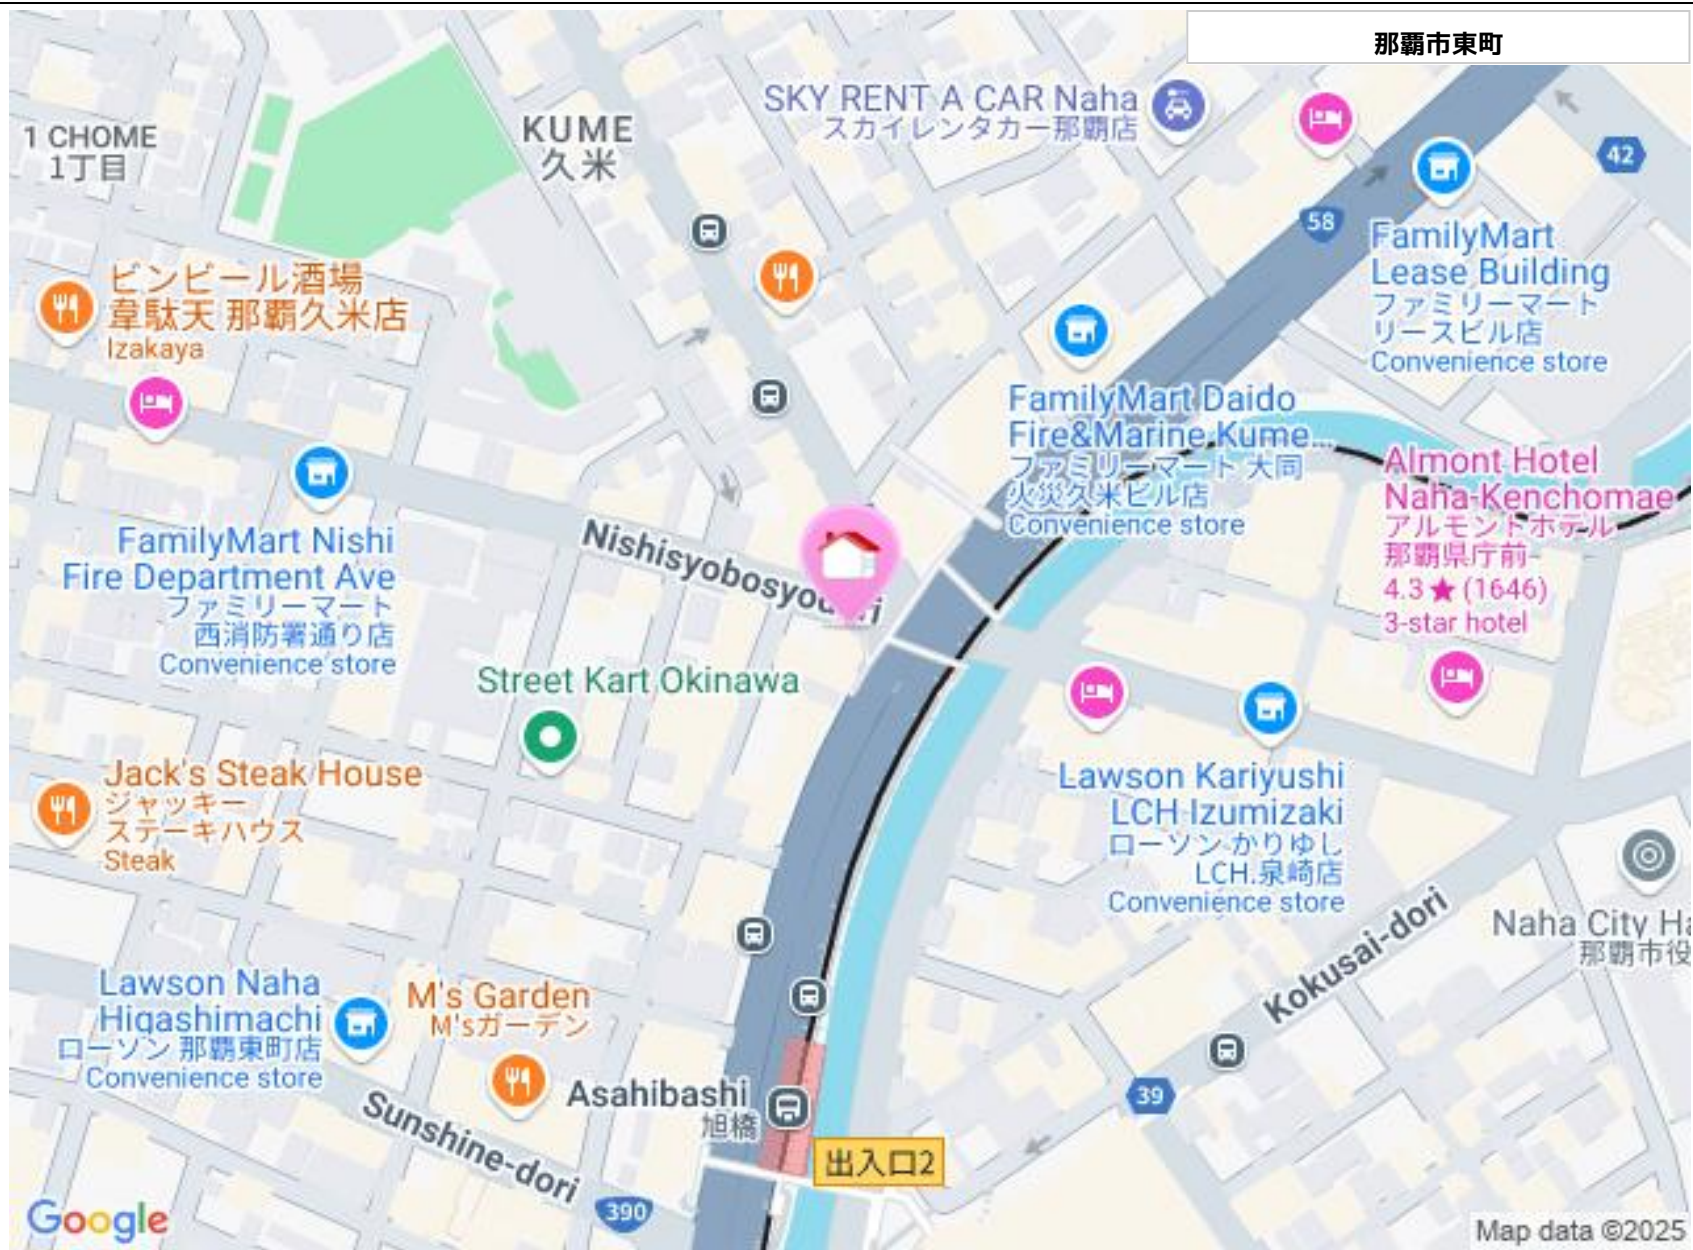 那覇市東町
SKY RENT A CAR Naha
スカイレンタカー那覇店
1 CHOME
1丁目
KUME
久米
42
58
FamilyMart
Lease Building
ファミリーマート
リースビル店
Convenience store
ビンビール酒場
韋駄天 那覇久米店
Izakaya
FamilyMart Daido
Fire&Marine Kume...
ファミリーマート 大同
火災久米ビル店
Convenience store
Almont Hotel
Naha-Kenchomae
アルモントホテル
那覇県庁前
4.3★(1646)
3-star hotel
FamilyMart Nishi
Fire Department Ave
ファミリーマート
西消防署通り店
Convenience store
Street Kart Okinawa
Jack's Steak House
ジャッキー
ステーキハウス
Steak
Lawson Kariyushi
LCH Izumizaki
ローソン かりゆし
LCH.泉崎店
Convenience store
Kokusai-dori
Naha City Ha
那覇市役
Lawson Naha
Higashimachi
ローソン 那覇東町店
Convenience store
M's Garden
M'sガーデン
Asahibashi
旭橋
39
出入口2
Sunshine-dori
390
Google
Map data ©2025